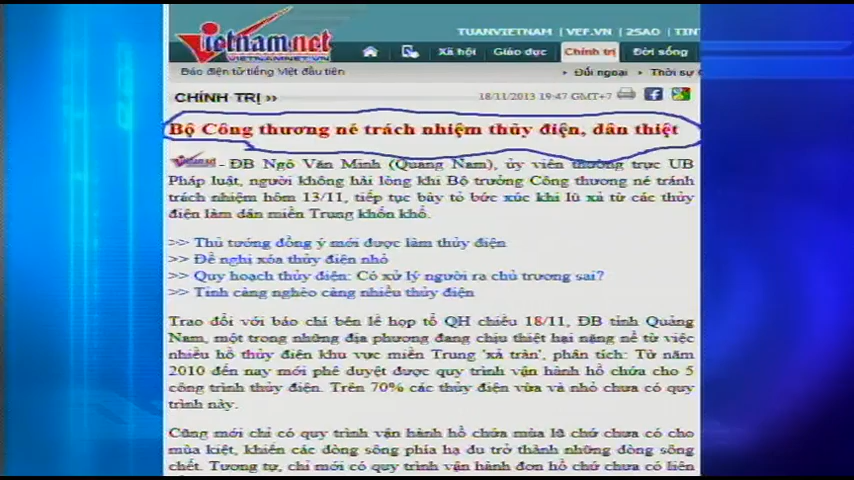 Vietnam.net
VIETNAMNET.VN
Báo điện tử tiếng Việt đầu tiên
TUANVIETNAM | VEF.VN | 2SAO | TIN
Xã hội Giáo dục Chính trị Đời sống
Đối ngoại Thời sự
CHÍNH TRỊ ››
18/11/2013 19:47 GMT+7
Bộ Công thương né trách nhiệm thủy điện, dân thiệt
- ĐB Ngô Văn Minh (Quảng Nam), ủy viên thường trực UB
Pháp luật, người không hài lòng khi Bộ trưởng Công thương né tránh
trách nhiệm hôm 13/11, tiếp tục bày tỏ bức xúc khi lũ xả từ các thủy
điện làm dân miền Trung khốn khổ.
>> Thủ tướng đồng ý mới được làm thủy điện
>> Đề nghị xóa thủy điện nhỏ
>> Quy hoạch thủy điện: Có xử lý người ra chủ trương sai?
>> Tỉnh càng nghèo càng nhiều thủy điện
Trao đổi với báo chí bên lề họp tổ QH chiều 18/11, ĐB tỉnh Quảng
Nam, một trong những địa phương đang chịu thiệt hại nặng nề từ việc
nhiều hồ thủy điện khu vực miền Trung 'xả tràn', phân tích: Từ năm
2010 đến nay mới phê duyệt được quy trình vận hành hồ chứa cho 5
công trình thủy điện. Trên 70% các thủy điện vừa và nhỏ chưa có quy
trình này.
Cũng mới chỉ có quy trình vận hành hồ chứa mùa lũ chứ chưa có cho
mùa kiệt, khiến các dòng sông phía hạ du trở thành những dòng sông
chết. Tương tự, chỉ mới có quy trình vận hành đơn hồ chứ chưa có liên